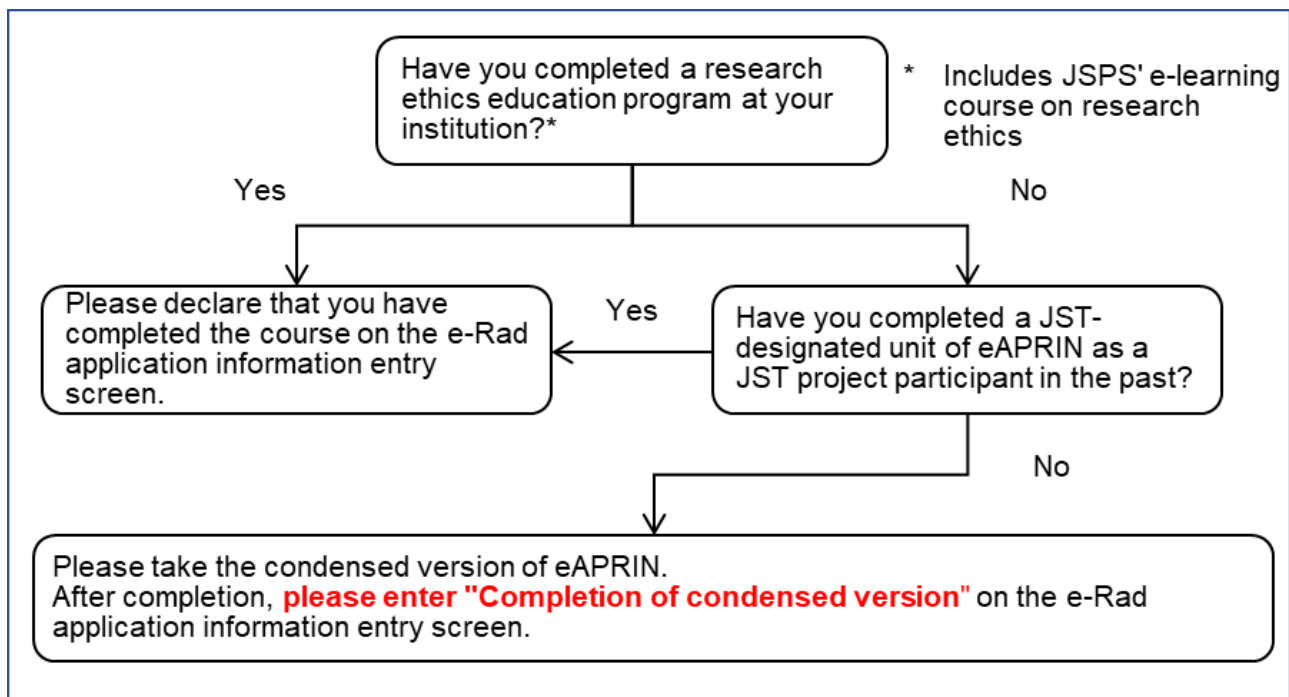 Have you completed a research
ethics education program at your
institution?*
* Includes JSPS' e-learning
course on research
ethics
Yes
No
Please declare that you have
completed the course on the e-Rad
application information entry
screen.
Yes
Have you completed a JST-
designated unit of eAPRIN as a
JST project participant in the past?
No
Please take the condensed version of eAPRIN.
After completion, please enter "Completion of condensed version" on the e-Rad
application information entry screen.